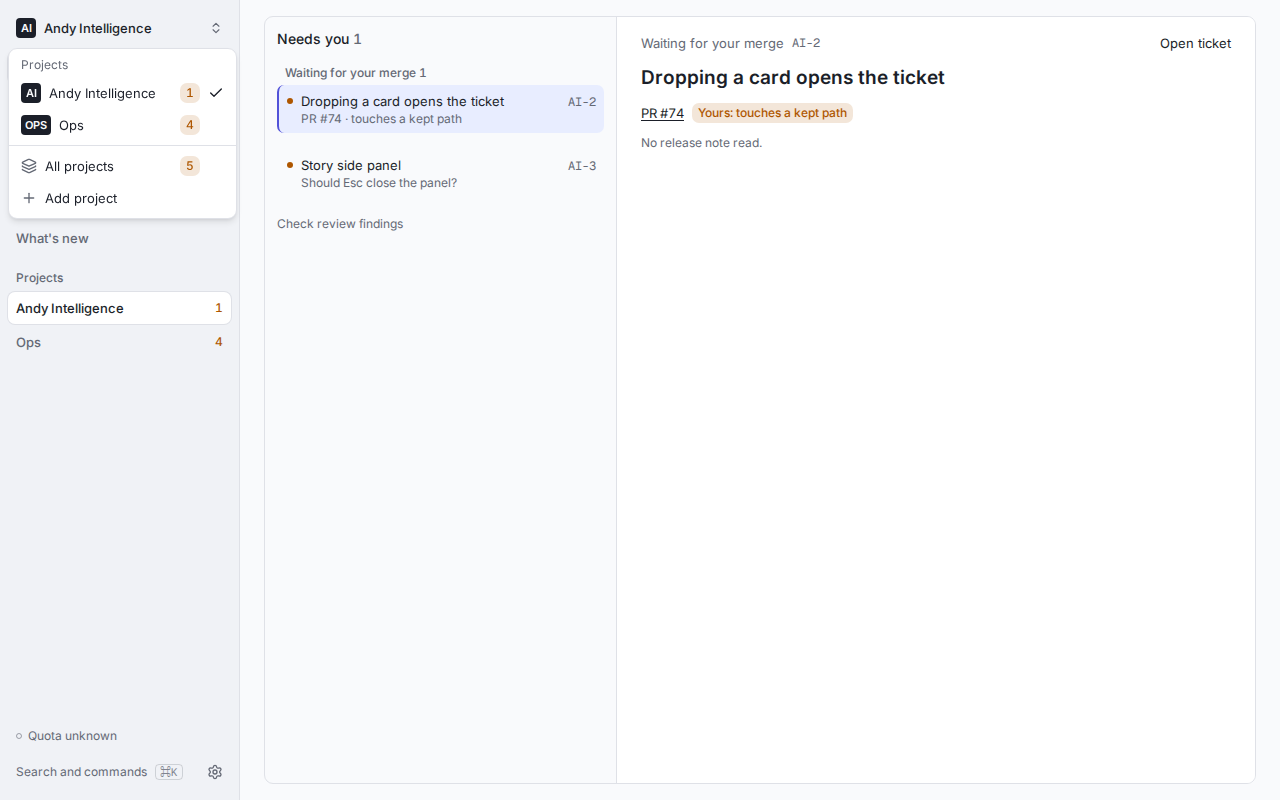 AI Andy Intelligence
Projects
AI Andy Intelligence 1
OPS Ops 4
All projects 5
Add project
What's new
Projects
Andy Intelligence 1
Ops 4
Quota unknown
Search and commands ⌘K
Needs you 1
Waiting for your merge 1
Dropping a card opens the ticket AI-2
PR #74 · touches a kept path
Story side panel AI-3
Should Esc close the panel?
Check review findings
Waiting for your merge AI-2 Open ticket
Dropping a card opens the ticket
PR #74 Yours: touches a kept path
No release note read.